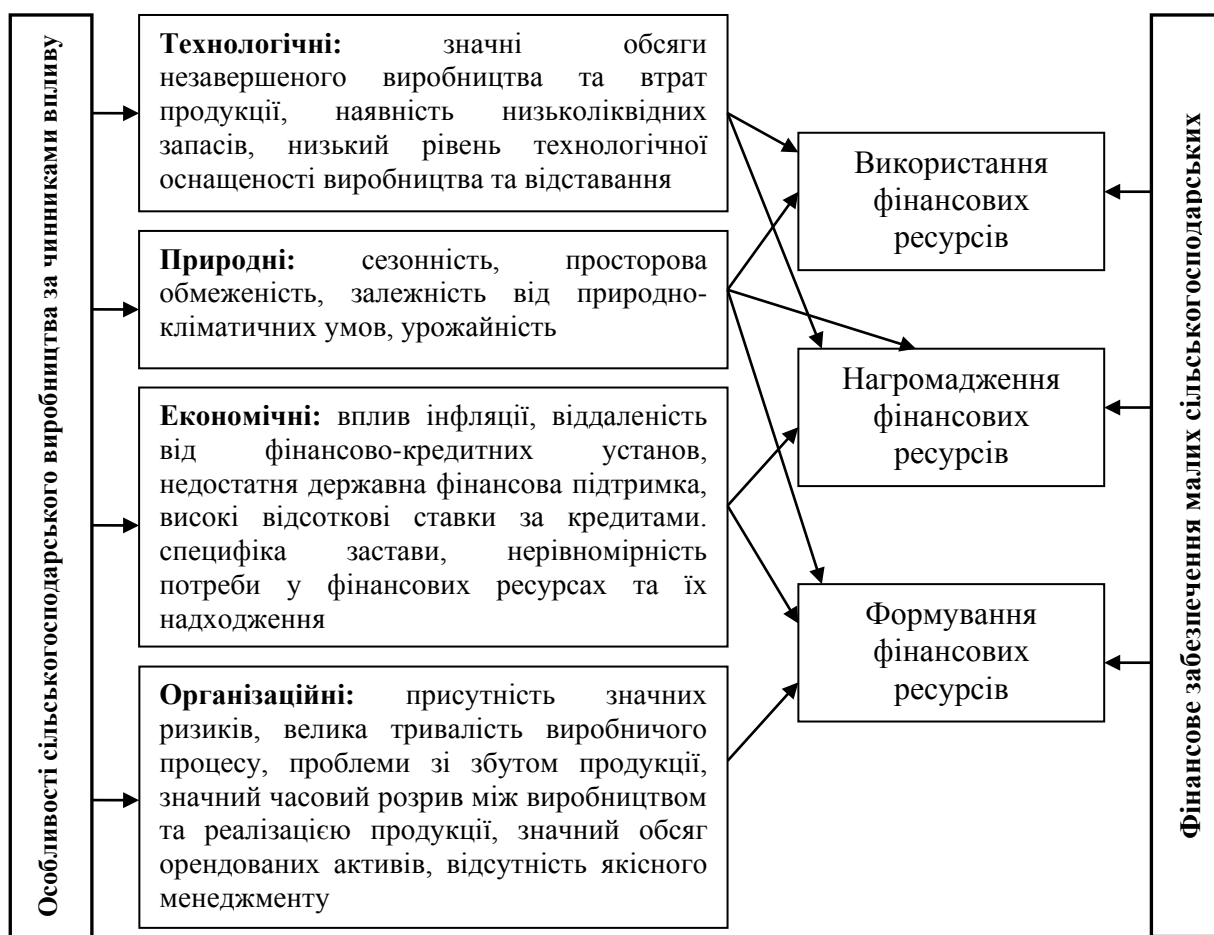 Особливості сільськогосподарського виробництва за чинниками впливу
Технологічні: значні обсяги
незавершеного виробництва та втрат
продукції, наявність низьколіквідних
запасів, низький рівень технологічної
оснащеності виробництва та відставання
Природні: сезонність, просторова
обмеженість, залежність від природно-
кліматичних умов, урожайність
Економічні: вплив інфляції, віддаленість
від фінансово-кредитних установ,
недостатня державна фінансова підтримка,
високі відсоткові ставки за кредитами.
специфіка застави, нерівномірність
потреби у фінансових ресурсах та їх
надходження
Організаційні: присутність значних
ризиків, велика тривалість виробничого
процесу, проблеми зі збутом продукції,
значний часовий розрив між виробництвом
та реалізацією продукції, значний обсяг
орендованих активів, відсутність якісного
менеджменту
Використання
фінансових
ресурсів
Нагромадження
фінансових
ресурсів
Формування
фінансових
ресурсів
Фінансове забезпечення малих сільськогосподарських